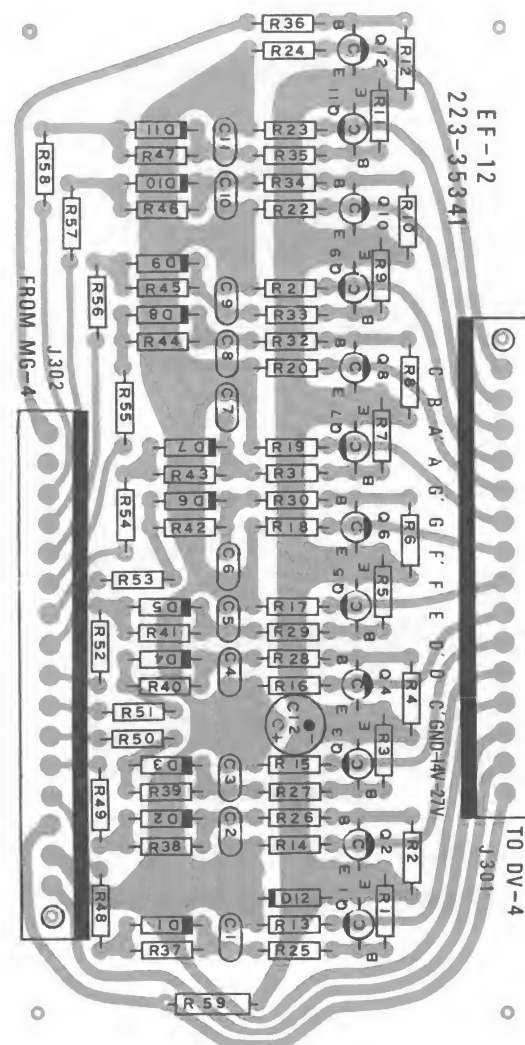 R36
B
R24
C
Q12
R12
E
E
EF-12
223-35341
R11
Q11
D11
C11
R23
C
R47
R35
B
R58
D10
C10
R34
B
R46
R22
C
Q10
R10
R57
E
E
D9
Q9
R9
R45
C9
R21
C
R56
D8
R33
B
FROM MG-4
J302
R44
C8
R32
B
R20
C
Q8
R8
R55
C7
E
E
Q7
R7
D7
R19
C
R43
R31
B
R54
D6
R30
B
R42
R18
C
Q6
R6
C6
E
E
R53
Q5
R5
D5
C5
R17
C
R41
R29
B
R52
D4
C4
R28
B
R40
R16
C
Q4
R4
R51
C12
C+
-
E
E
R50
Q3
R3
D3
C3
R15
C
R39
R27
B
R49
D2
C2
R26
B
R38
R14
C
Q2
R2
E
E
R48
D12
Q1
R1
D1
C1
R13
C
R37
R25
B
R59
C B A' A G' G F' F E D' D C' GND -14V -27V
TO DV-4
J301